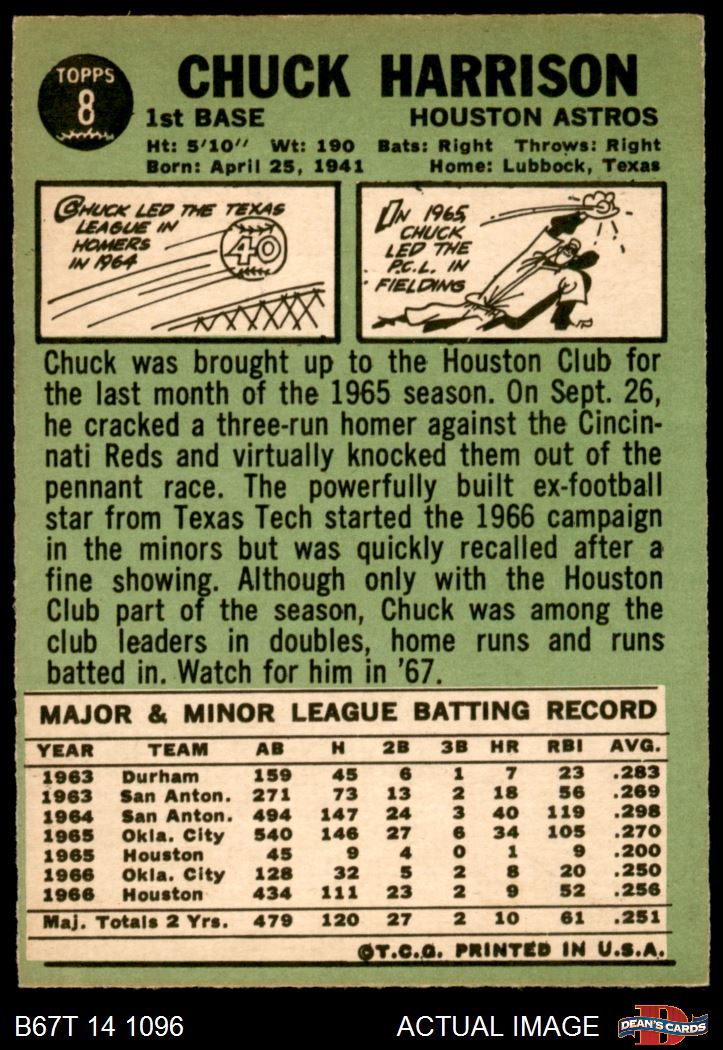 TOPPS
8
CHUCK HARRISON
1st BASE HOUSTON ASTROS
Ht: 5'10" Wt: 190 Bats: Right Throws: Right
Born: April 25, 1941 Home: Lubbock, Texas
CHUCK LED THE TEXAS
LEAGUE IN
HOMERS
IN 1964
40
IN 1965,
CHUCK
LED THE
P.C.L. IN
FIELDING
Chuck was brought up to the Houston Club for
the last month of the 1965 season. On Sept. 26,
he cracked a three-run homer against the Cincin-
nati Reds and virtually knocked them out of the
pennant race. The powerfully built ex-football
star from Texas Tech started the 1966 campaign
in the minors but was quickly recalled after a
fine showing. Although only with the Houston
Club part of the season, Chuck was among the
club leaders in doubles, home runs and runs
batted in. Watch for him in '67.
MAJOR & MINOR LEAGUE BATTING RECORD
YEAR TEAM AB H 2B 3B HR RBI AVG.
1963 Durham 159 45 6 1 7 23 .283
1963 San Anton. 271 73 13 2 18 56 .269
1964 San Anton. 494 147 24 3 40 119 .298
1965 Okla. City 540 146 27 6 34 105 .270
1965 Houston 45 9 4 0 1 9 .200
1966 Okla. City 128 32 5 2 8 20 .250
1966 Houston 434 111 23 2 9 52 .256
Maj. Totals 2 Yrs. 479 120 27 2 10 61 .251
©T.C.G. PRINTED IN U.S.A.
B67T 14 1096 ACTUAL IMAGE
DEAN'S CARDS